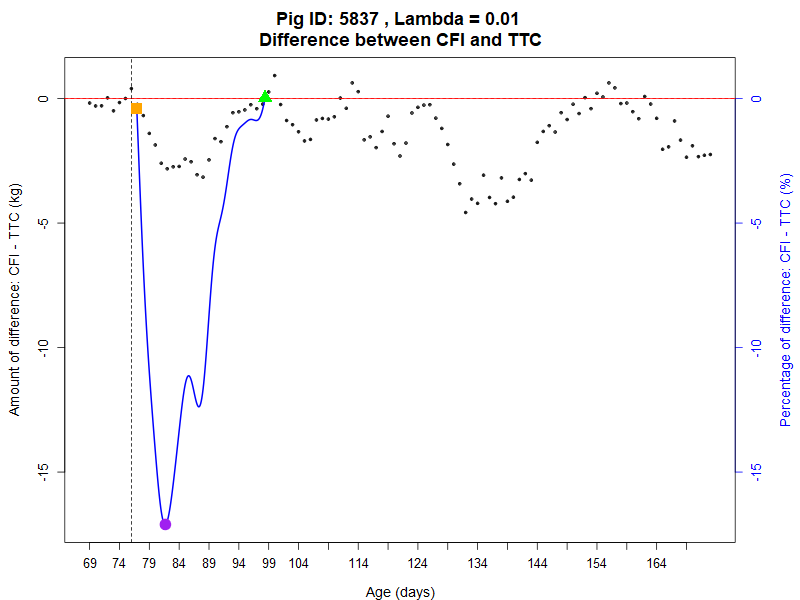 Pig ID: 5837 , Lambda = 0.01
Difference between CFI and TTC
Amount of difference: CFI - TTC (kg)
0
-5
-10
-15
0
-5
-10
-15
Percentage of difference: CFI - TTC (%)
69 74 79 84 89 94 99 104 114 124 134 144 154 164
Age (days)